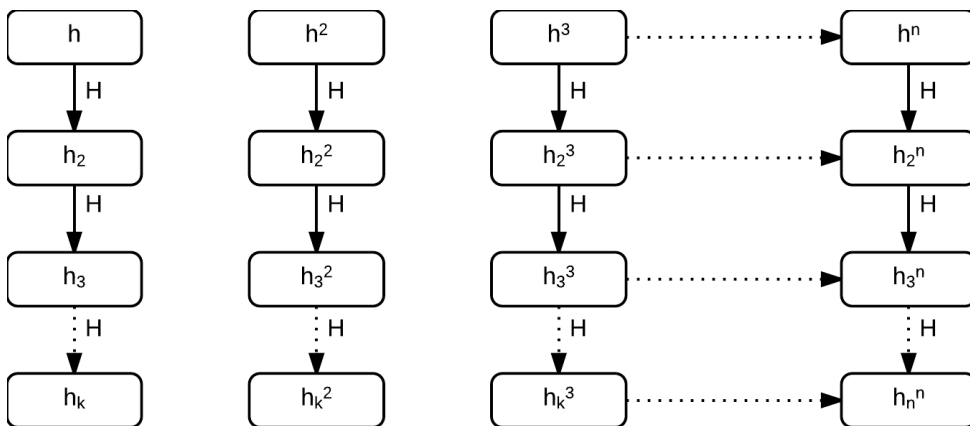 h h² h³ hⁿ
H H H H
h₂ h₂² h₂³ h₂ⁿ
H H H H
h₃ h₃² h₃³ h₃ⁿ
H H H H
hₖ hₖ² hₖ³ hₙⁿ